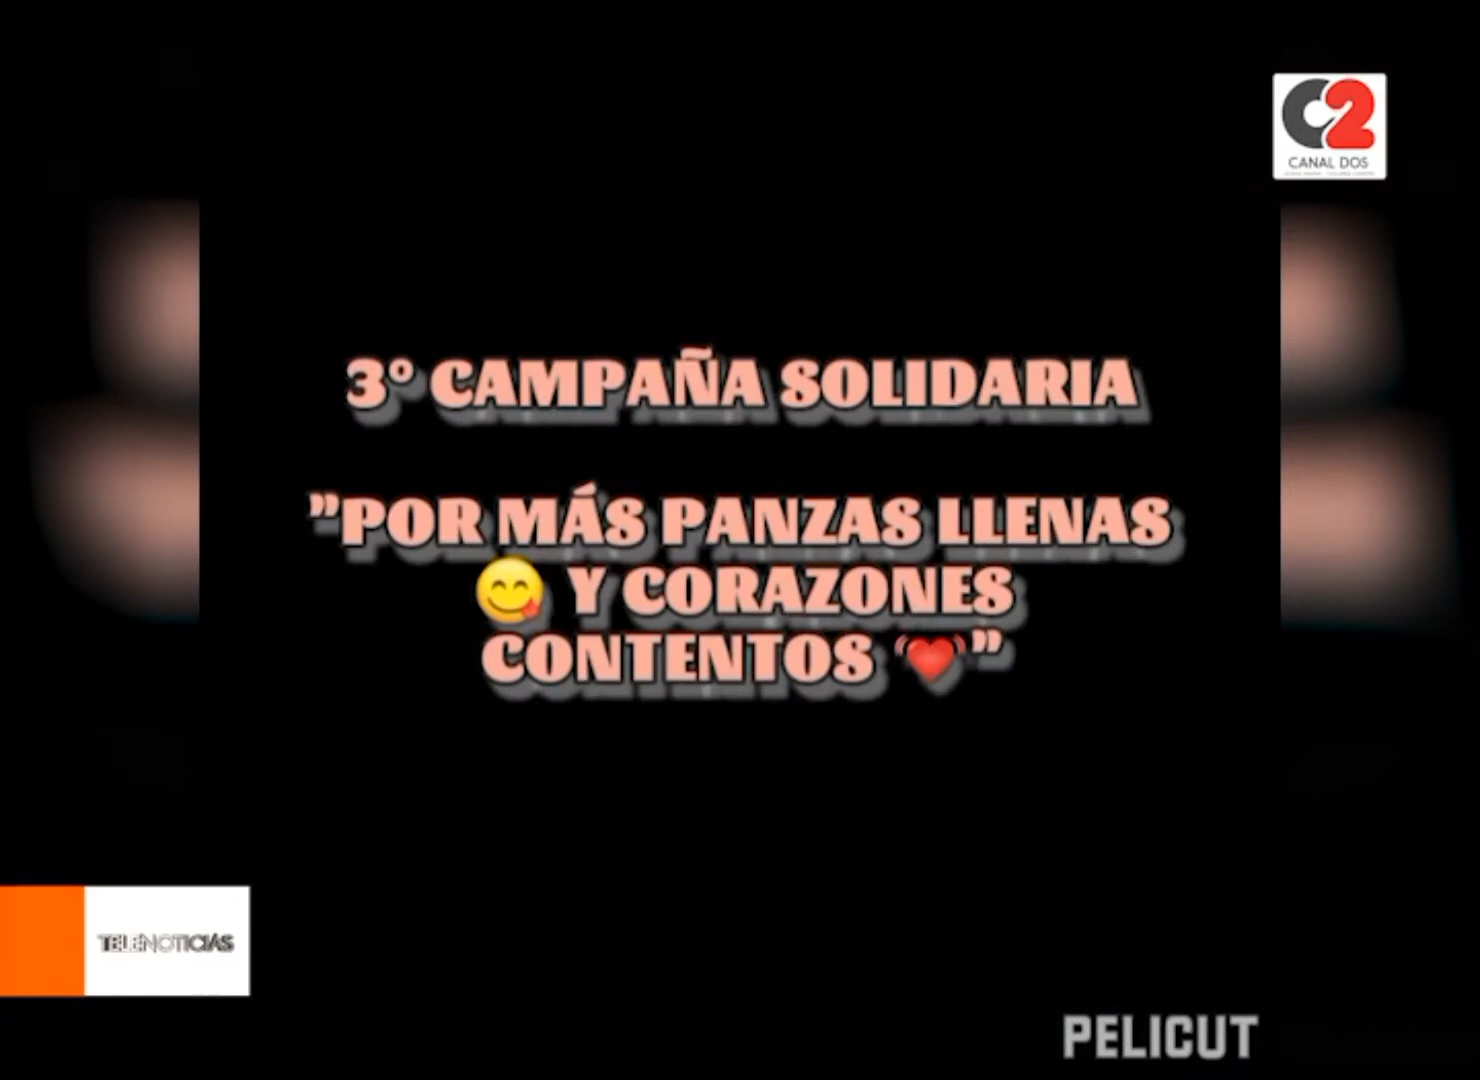 C2
CANAL DOS
3° CAMPAÑA SOLIDARIA
"POR MÁS PANZAS LLENAS
😋 Y CORAZONES
CONTENTOS 💓"
TELENOTICIAS
PELICUT